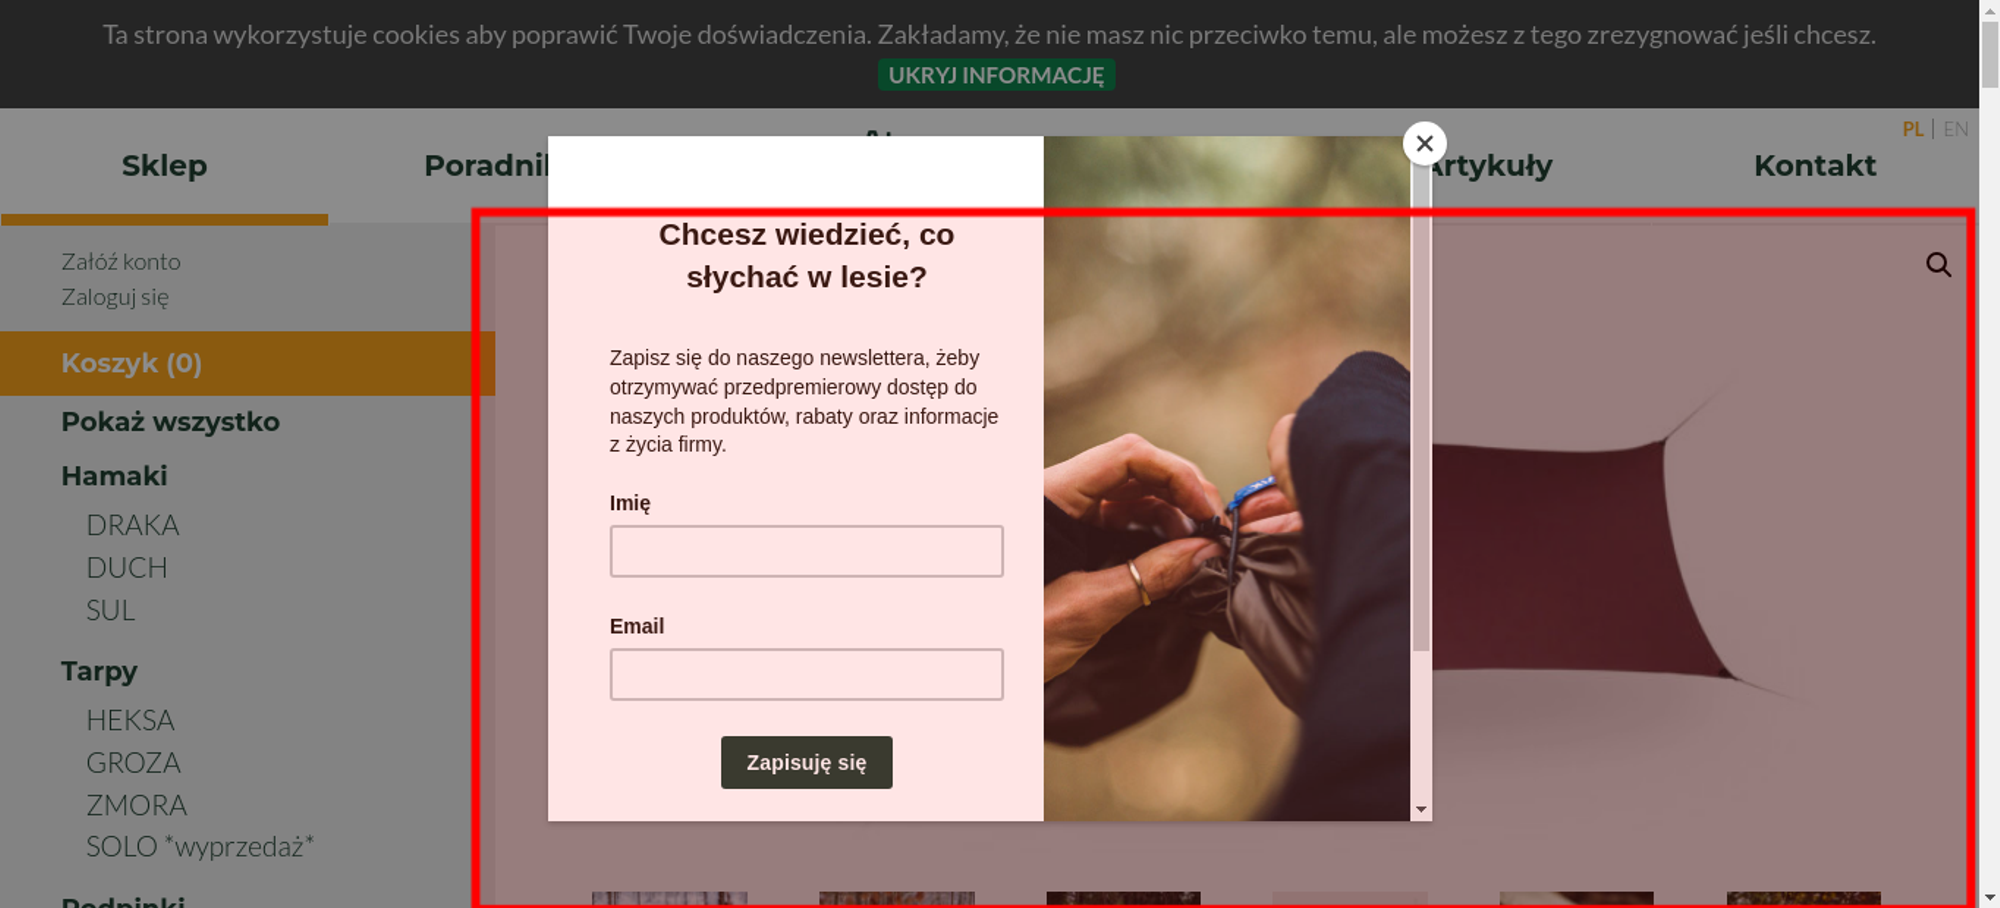 Ta strona wykorzystuje cookies aby poprawić Twoje doświadczenia. Zakładamy, że nie masz nic przeciwko temu, ale możesz z tego zrezygnować jeśli chcesz.
UKRYJ INFORMACJĘ
PL | EN
Sklep
Kontakt
Załóż konto
Zaloguj się
Koszyk (0)
Pokaż wszystko
Hamaki
DRAKA
DUCH
SUL
Tarpy
HEKSA
GROZA
ZMORA
SOLO *wyprzedaż*
Chcesz wiedzieć, co
słychać w lesie?
Zapisz się do naszego newslettera, żeby
otrzymywać przedpremierowy dostęp do
naszych produktów, rabaty oraz informacje
z życia firmy.
Imię
Email
Zapisuję się